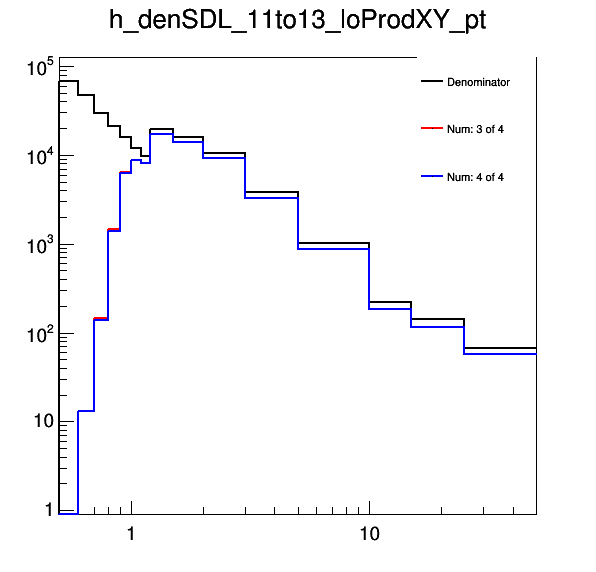 h_denSDL_11to13_loProdXY_pt
10^5
Denominator
Num: 3 of 4
10^4
Num: 4 of 4
10^3
10^2
10
1
1
10